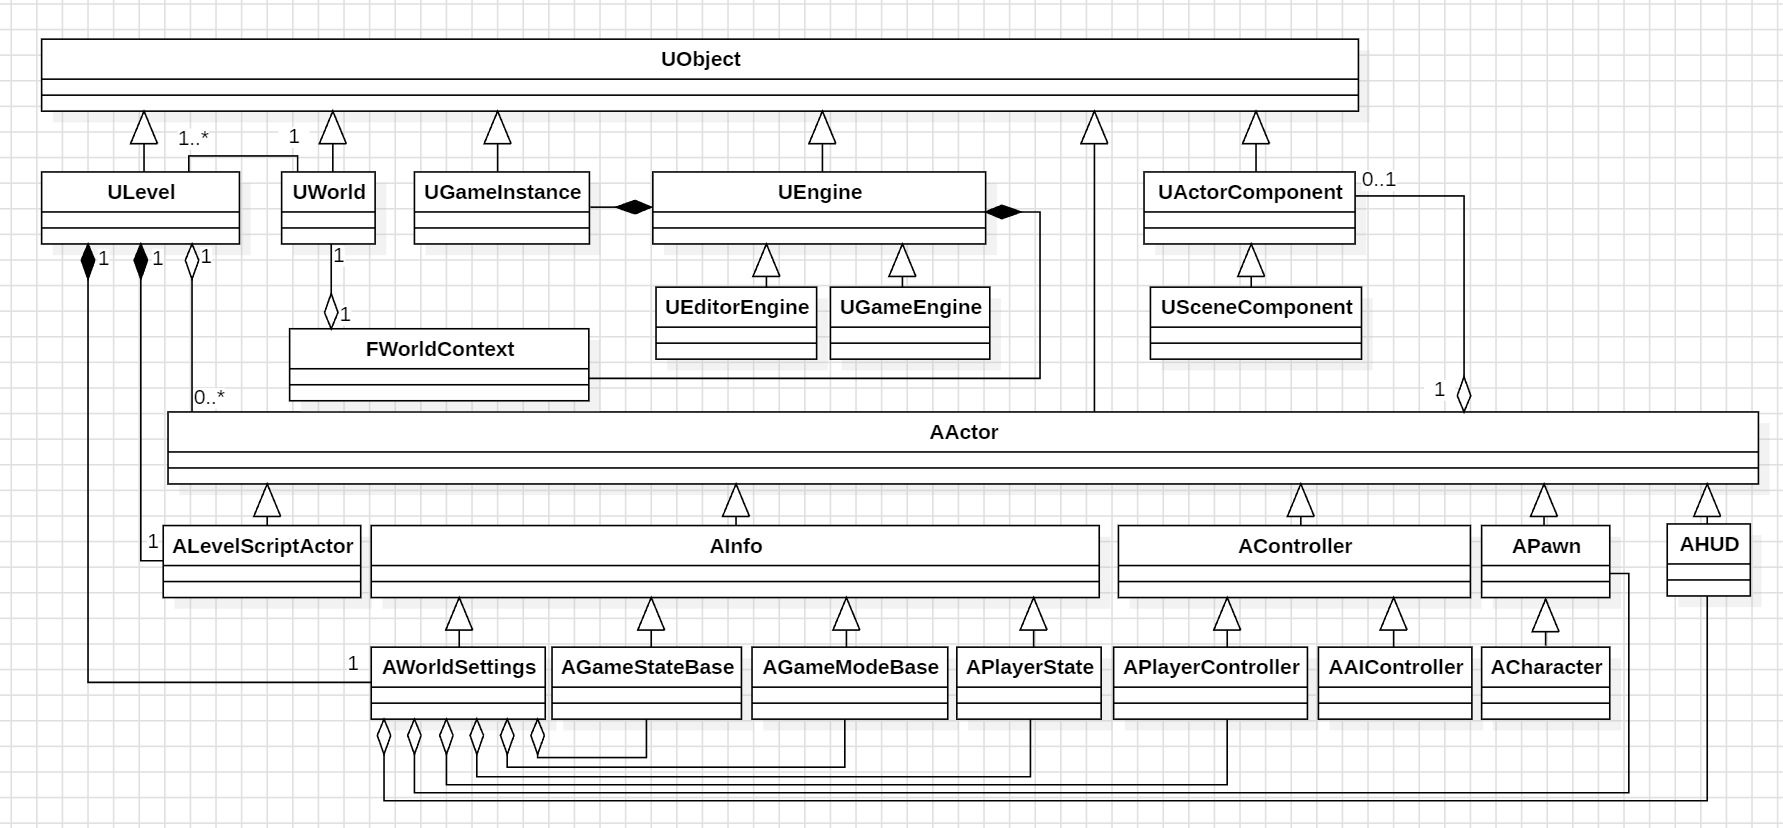 UObject
1..*
1
ULevel
UWorld
UGameInstance
UEngine
UActorComponent
0..1
1
1
1
1
UEditorEngine
UGameEngine
USceneComponent
1
FWorldContext
0..*
1
AActor
1
ALevelScriptActor
AInfo
AController
APawn
AHUD
1
AWorldSettings
AGameStateBase
AGameModeBase
APlayerState
APlayerController
AAIController
ACharacter